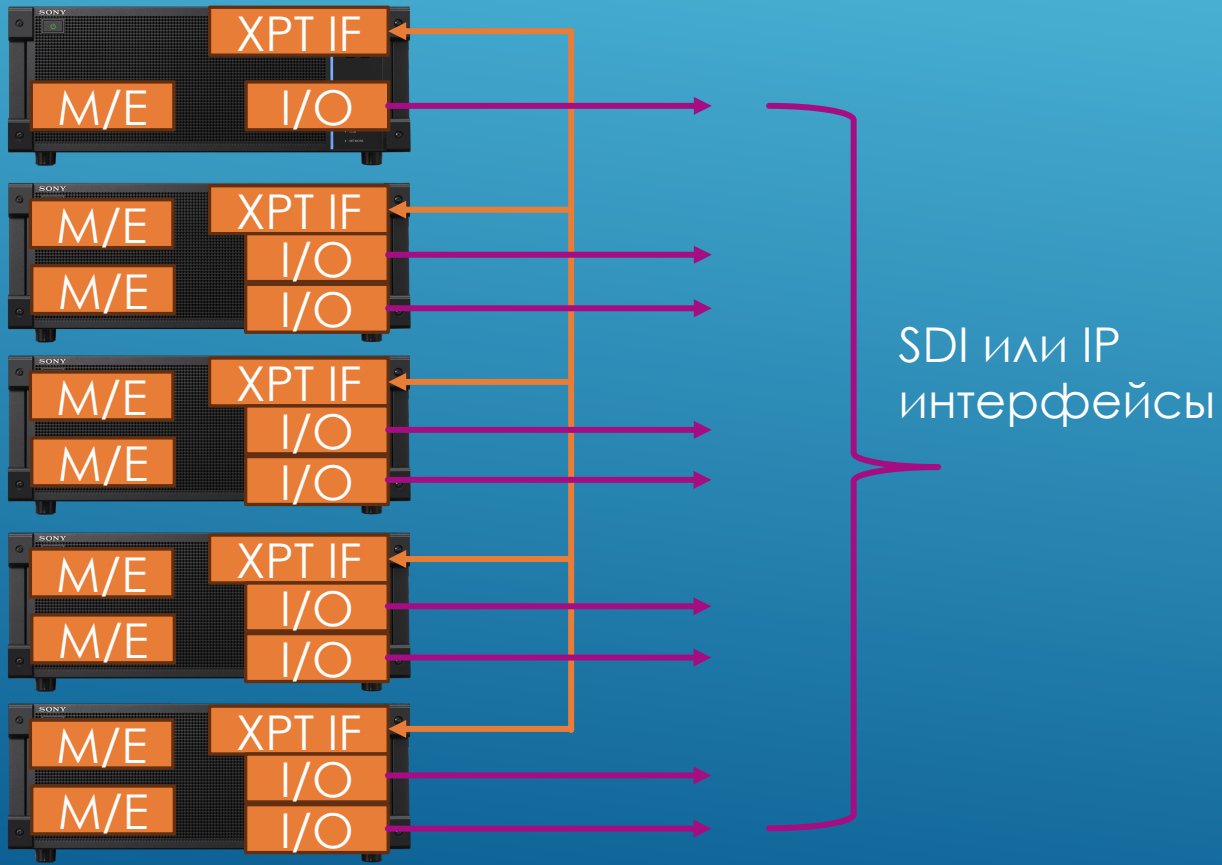 SONY
XPT IF
M/E
I/O
SONY
M/E
XPT IF
I/O
M/E
I/O
SONY
M/E
XPT IF
I/O
M/E
I/O
SONY
M/E
XPT IF
I/O
M/E
I/O
SONY
M/E
XPT IF
I/O
M/E
I/O
SDI или IP
интерфейсы